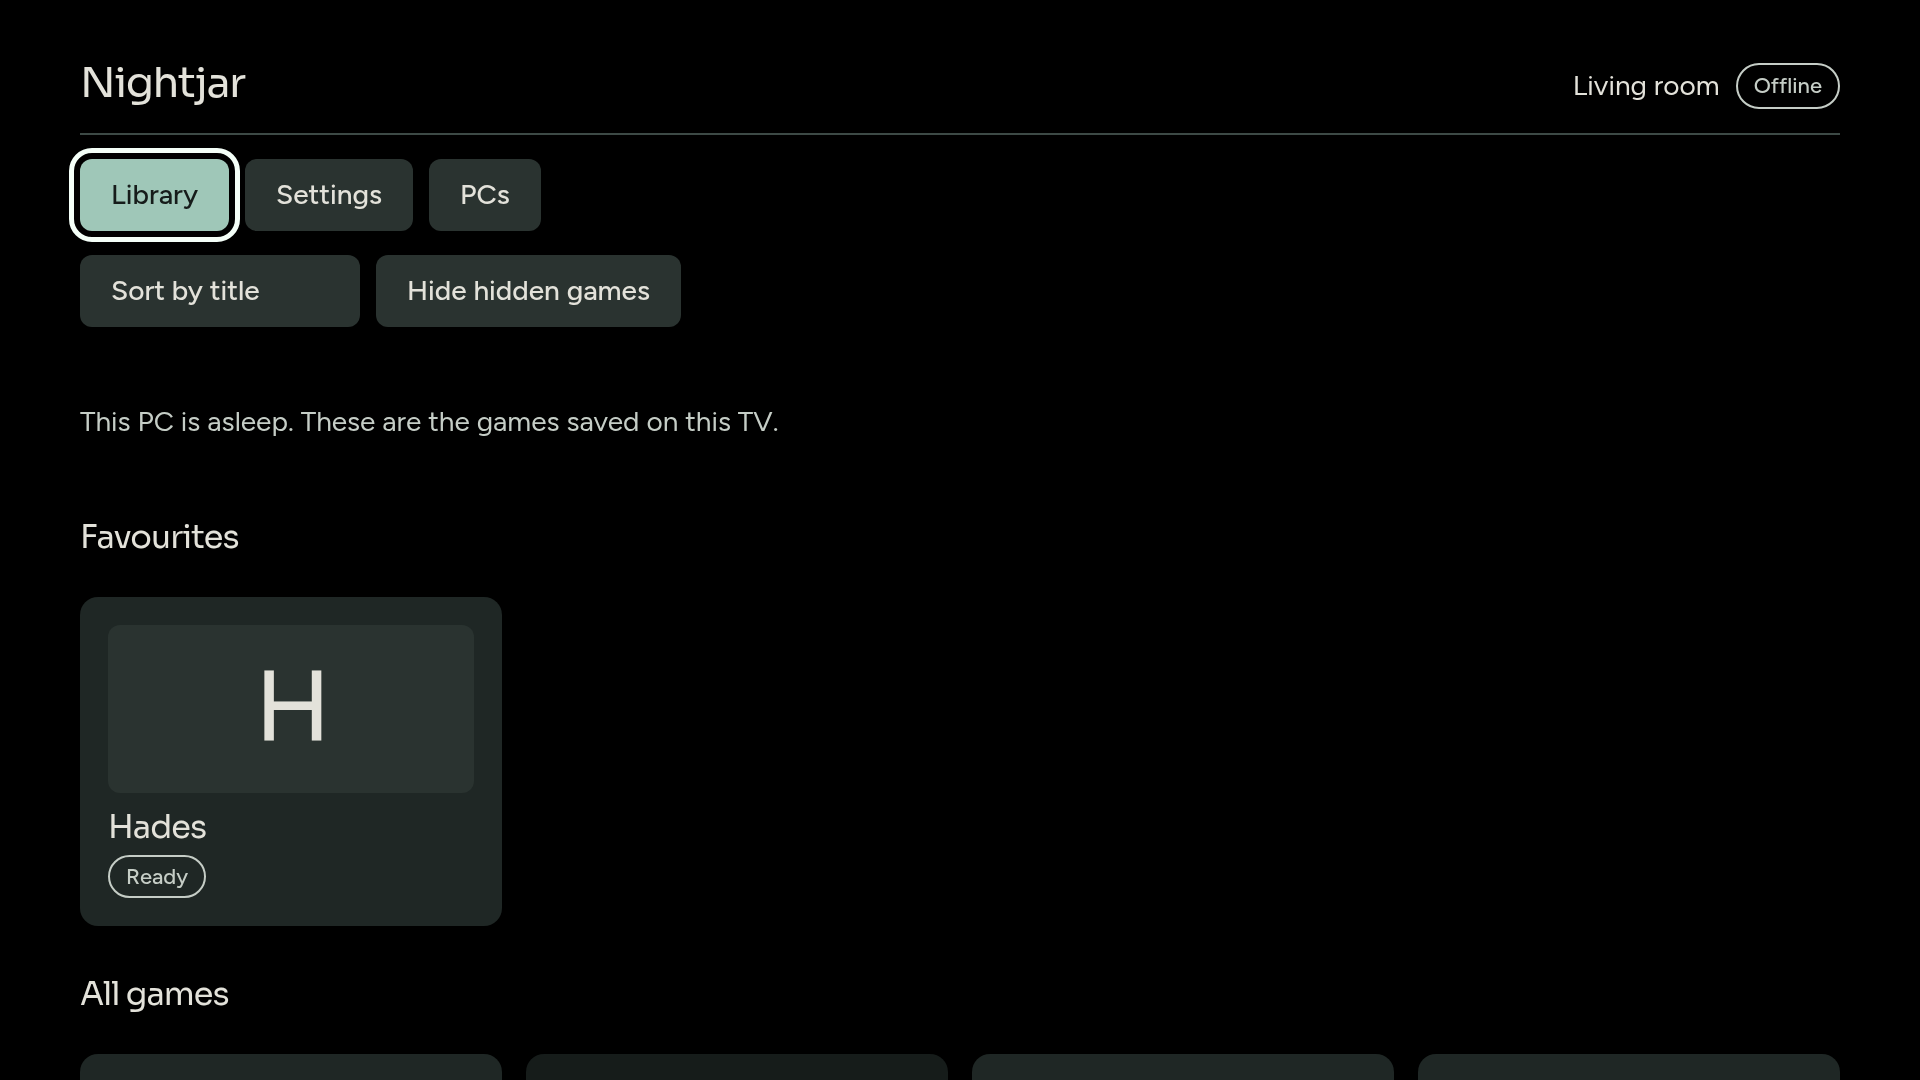 Nightjar
Living room
Offline
Library
Settings
PCs
Sort by title
Hide hidden games
This PC is asleep. These are the games saved on this TV.
Favourites
H
Hades
Ready
All games